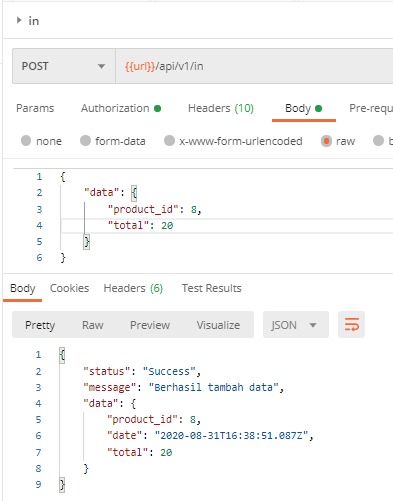 in
POST {{url}}/api/v1/in
Params Authorization Headers (10) Body Pre-requ
none form-data x-www-form-urlencoded raw b
1 {
2 "data": {
3 "product_id": 8,
4 "total": 20
5 }
6 }
Body Cookies Headers (6) Test Results
Pretty Raw Preview Visualize JSON
1 {
2 "status": "Success",
3 "message": "Berhasil tambah data",
4 "data": {
5 "product_id": 8,
6 "date": "2020-08-31T16:38:51.087Z",
7 "total": 20
8 }
9 }